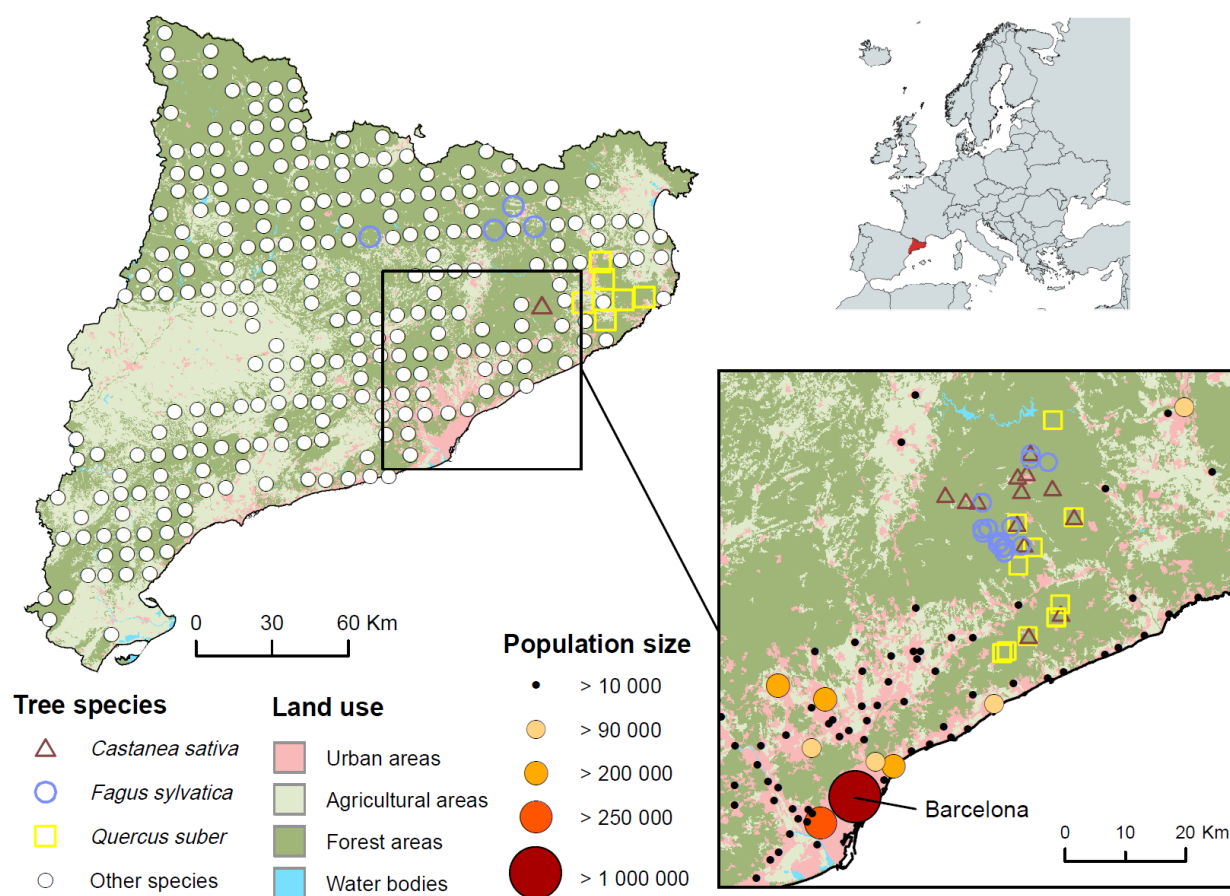 0 30 60 Km
Tree species
Castanea sativa
Fagus sylvatica
Quercus suber
Other species
Land use
Urban areas
Agricultural areas
Forest areas
Water bodies
Population size
> 10 000
> 90 000
> 200 000
> 250 000
> 1 000 000
Barcelona
0 10 20 Km